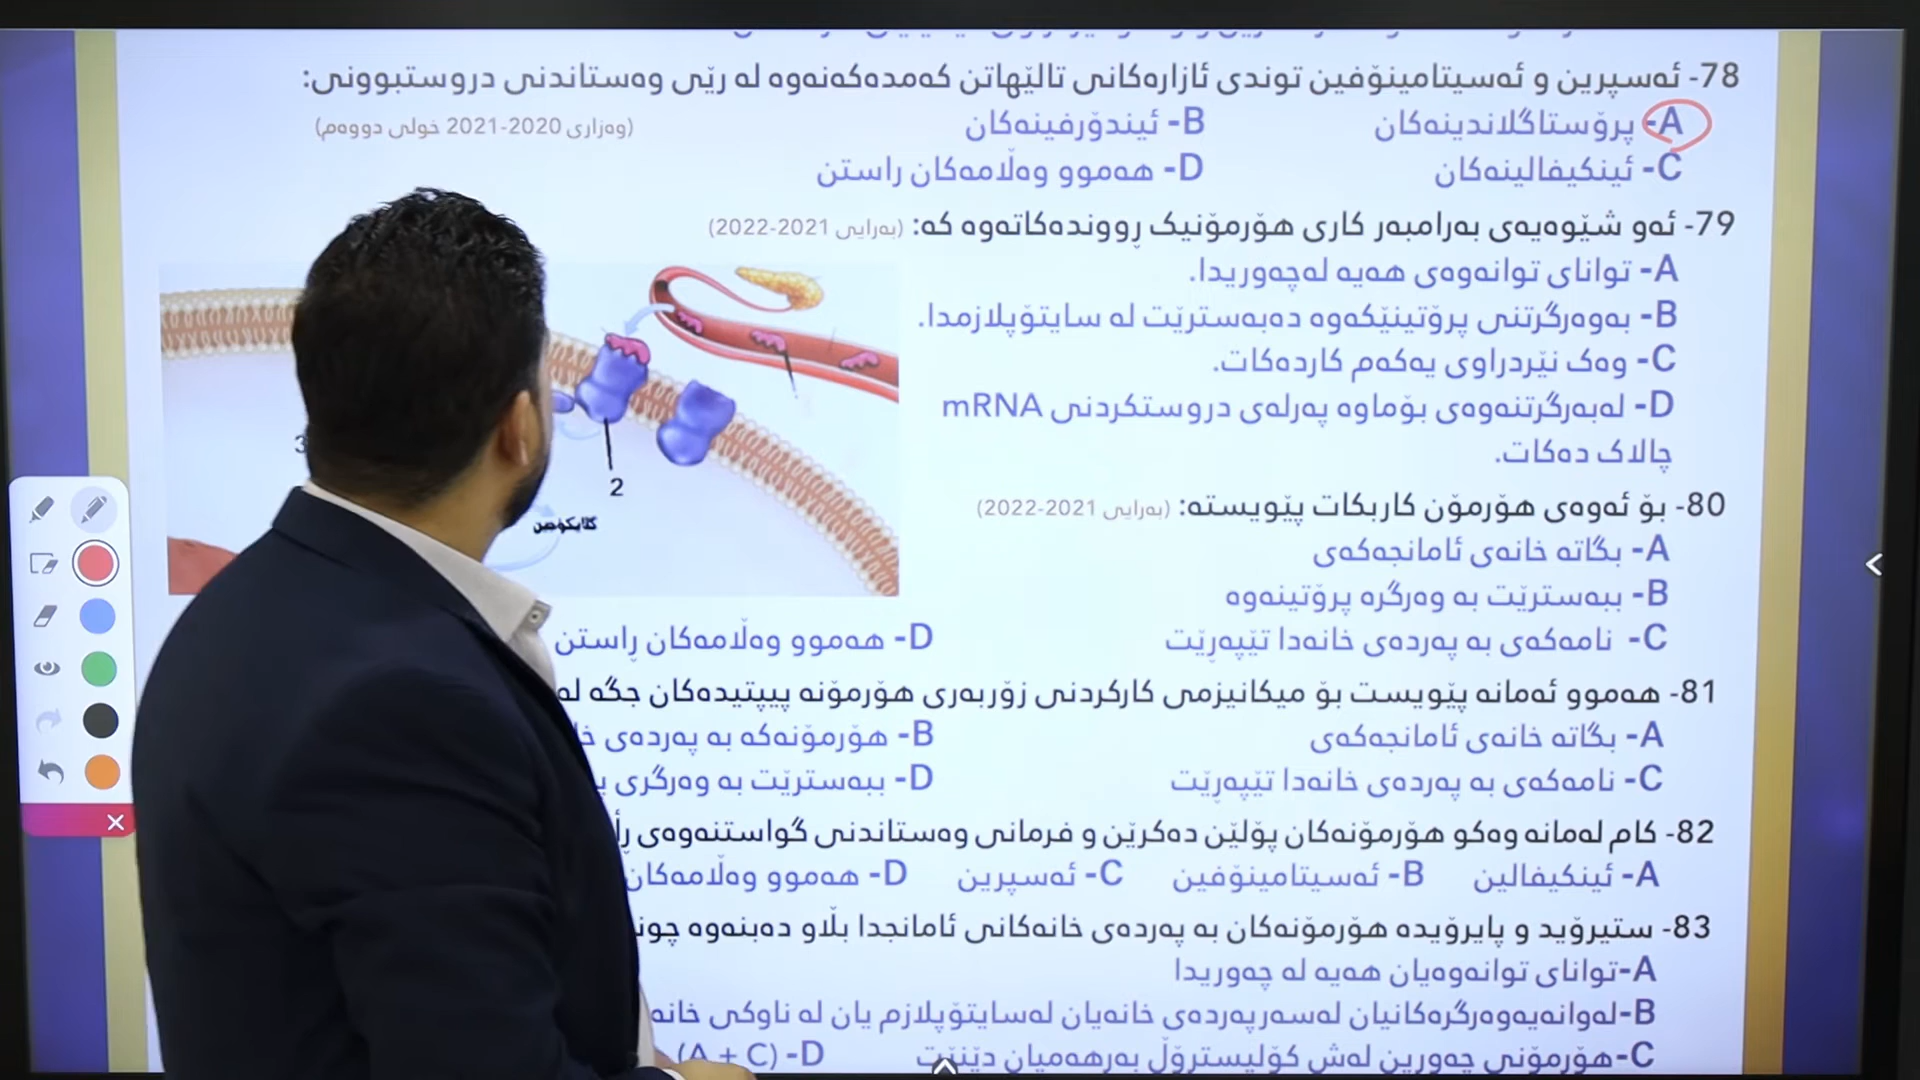 78- ئەسپرین و ئەسیتامینۆفین توندی ئازارەکانی تالێهاتن کەمدەکەنەوە لە رێی وەستاندنی دروستبوونی:
A- پرۆستاگلاندینەکان B- ئیندۆرفینەکان (وەزاری 2020-2021 خولی دووەم)
C- ئینکیفالینەکان D- هەموو وەڵامەکان راستن
79- ئەو شێوەیەی بەرامبەر کاری هۆرمۆنیک ڕووندەکاتەوە کە: (بەرایی 2021-2022)
A- توانای توانەوەی هەیە لەچەوریدا.
B- بەوەرگرتنی پرۆتینێکەوە دەبەسترێت لە سایتۆپلازمدا.
C- وەک نێردراوی یەکەم کاردەکات.
D- لەبەرگرتنەوەی بۆماوە پەرلەی دروستکردنی mRNA
چالاک دەکات.
3
2
گلایکۆجین
80- بۆ ئەوەی هۆرمۆن کاربکات پێویستە: (بەرایی 2021-2022)
A- بگاتە خانەی ئامانجەکەی
B- ببەسترێت بە وەرگرە پرۆتینەوە
C- نامەکەی بە پەردەی خانەدا تێپەڕێت D- هەموو وەڵامەکان ڕاستن
81- هەموو ئەمانە پێویست بۆ میکانیزمی کارکردنی زۆربەری هۆرمۆنە پیپتیدەکان جگە لە
A- بگاتە خانەی ئامانجەکەی B- هۆرمۆنەکە بە پەردەی
C- نامەکەی بە پەردەی خانەدا تێپەڕێت D- ببەسترێت بە وەرگری
82- کام لەمانە وەکو هۆرمۆنەکان پۆلێن دەکرێن و فرمانی وەستاندنی گواستنەوەی
A- ئینکیفالین B- ئەسیتامینۆفین C- ئەسپرین D- هەموو وەڵامەکان
83- ستیرۆید و پایرۆیدە هۆرمۆنەکان بە پەردەی خانەکانی ئامانجدا بڵاو دەبنەوە
A-توانای توانەوەیان هەیە لە چەوریدا
B-لەوانەیەوەرگرەکانیان لەسەرپەردەی خانەیان لەسایتۆپلازم یان لە ناوکی
C-هۆرمۆنی چەورین لەش کۆلیسترۆڵ بەرهەمیان دێنێت D- (A + C)